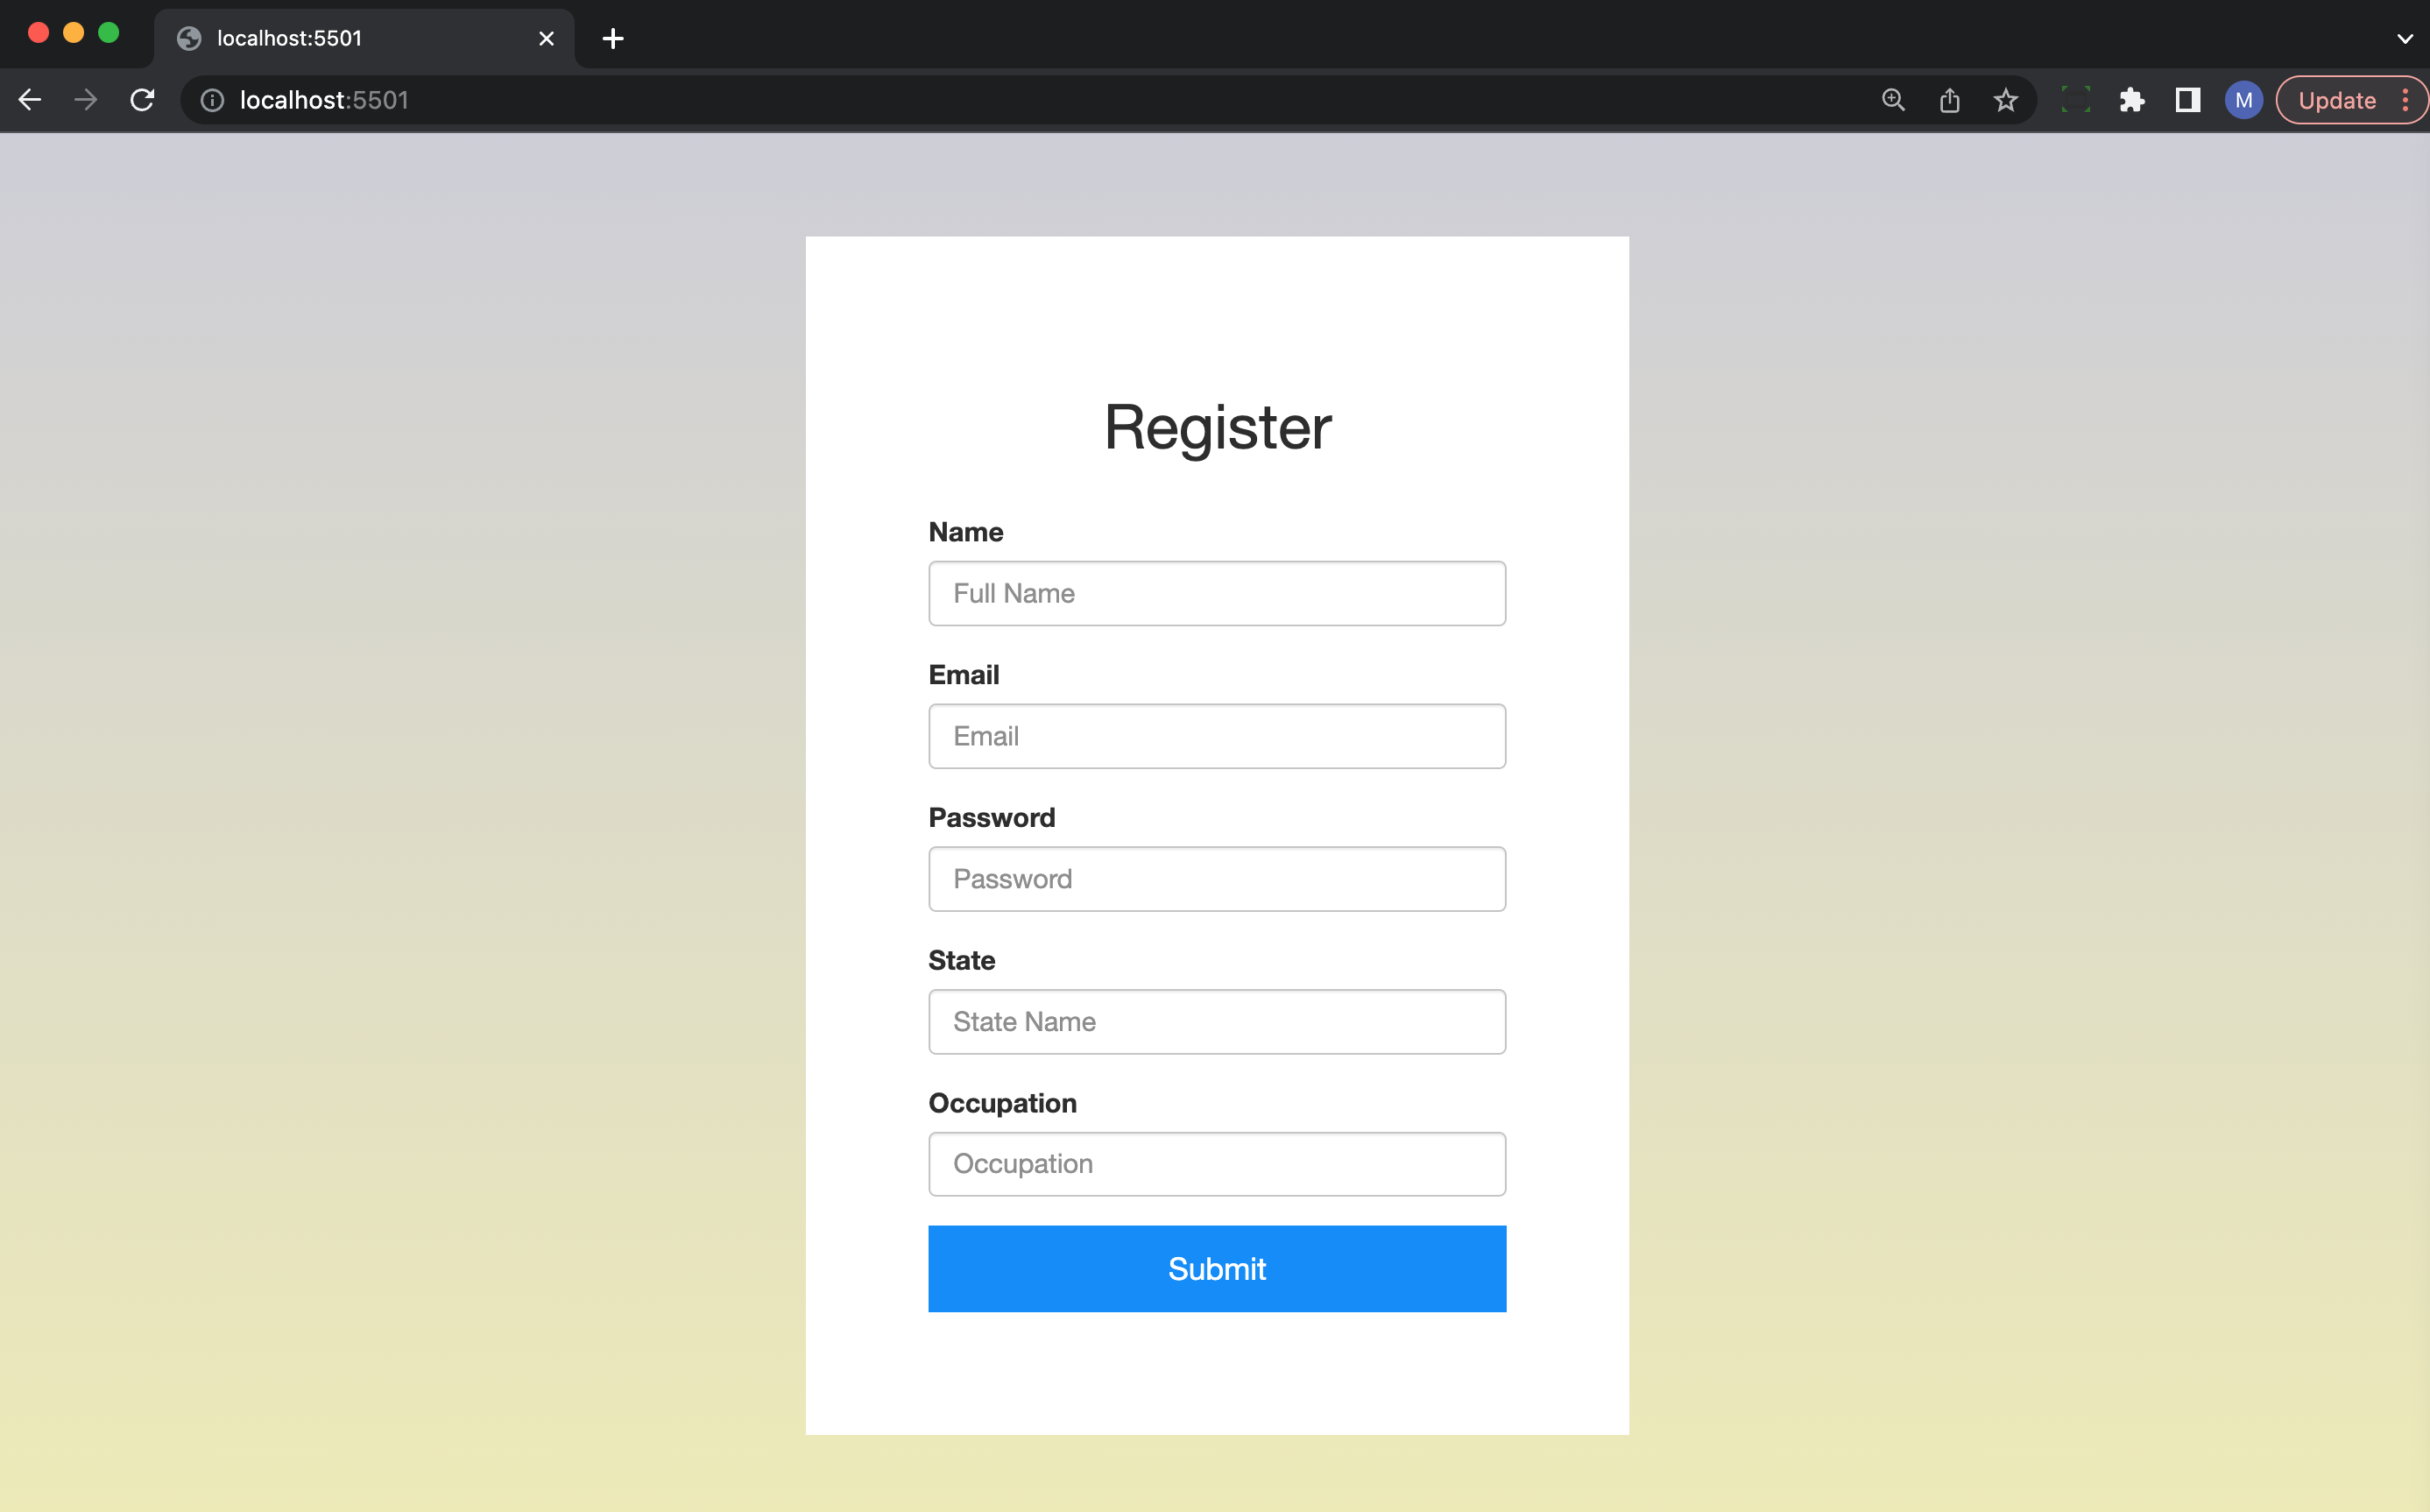 localhost:5501
localhost:5501
M
Update
Register
Name
Full Name
Email
Email
Password
Password
State
State Name
Occupation
Occupation
Submit